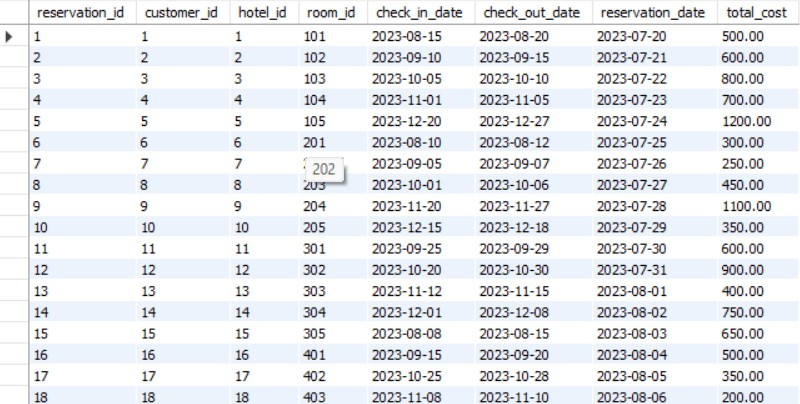 reservation_id customer_id hotel_id room_id check_in_date check_out_date reservation_date total_cost
1 1 1 101 2023-08-15 2023-08-20 2023-07-20 500.00
2 2 2 102 2023-09-10 2023-09-15 2023-07-21 600.00
3 3 3 103 2023-10-05 2023-10-10 2023-07-22 800.00
4 4 4 104 2023-11-01 2023-11-05 2023-07-23 700.00
5 5 5 105 2023-12-20 2023-12-27 2023-07-24 1200.00
6 6 6 201 2023-08-10 2023-08-12 2023-07-25 300.00
7 7 7 202 2023-09-05 2023-09-07 2023-07-26 250.00
8 8 8 203 2023-10-01 2023-10-06 2023-07-27 450.00
9 9 9 204 2023-11-20 2023-11-27 2023-07-28 1100.00
10 10 10 205 2023-12-15 2023-12-18 2023-07-29 350.00
11 11 11 301 2023-09-25 2023-09-29 2023-07-30 600.00
12 12 12 302 2023-10-20 2023-10-30 2023-07-31 900.00
13 13 13 303 2023-11-12 2023-11-15 2023-08-01 400.00
14 14 14 304 2023-12-01 2023-12-08 2023-08-02 750.00
15 15 15 305 2023-08-08 2023-08-15 2023-08-03 650.00
16 16 16 401 2023-09-15 2023-09-20 2023-08-04 500.00
17 17 17 402 2023-10-25 2023-10-28 2023-08-05 350.00
18 18 18 403 2023-11-08 2023-11-10 2023-08-06 200.00